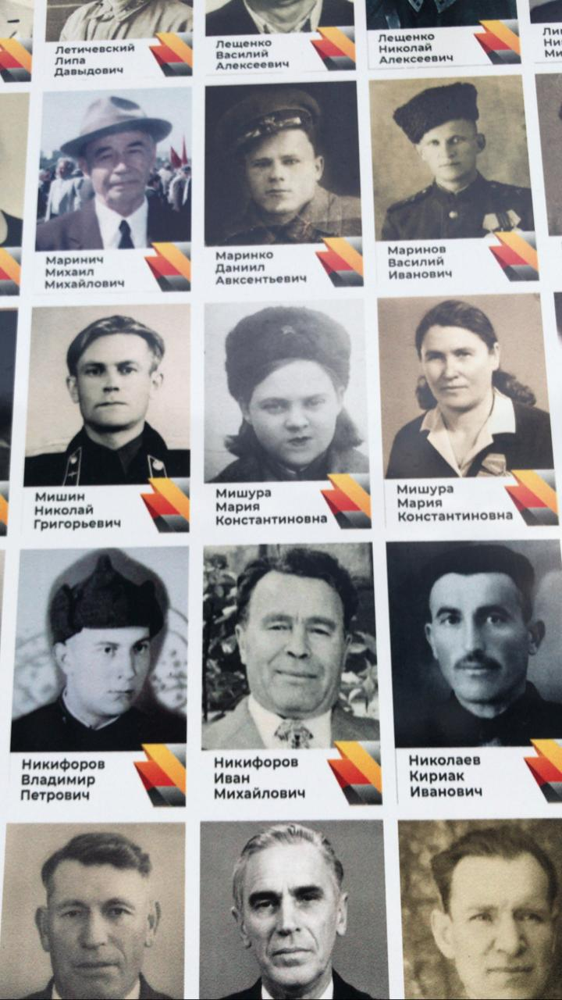 Летичевский
Липа
Давыдович
Лещенко
Василий
Алексеевич
Лещенко
Николай
Алексеевич
Маринич
Михаил
Михайлович
Маринко
Даниил
Авксентьевич
Маринов
Василий
Иванович
Мишин
Николай
Григорьевич
Мишура
Мария
Константиновна
Мишура
Мария
Константиновна
Никифоров
Владимир
Петрович
Никифоров
Иван
Михайлович
Николаев
Кириак
Иванович